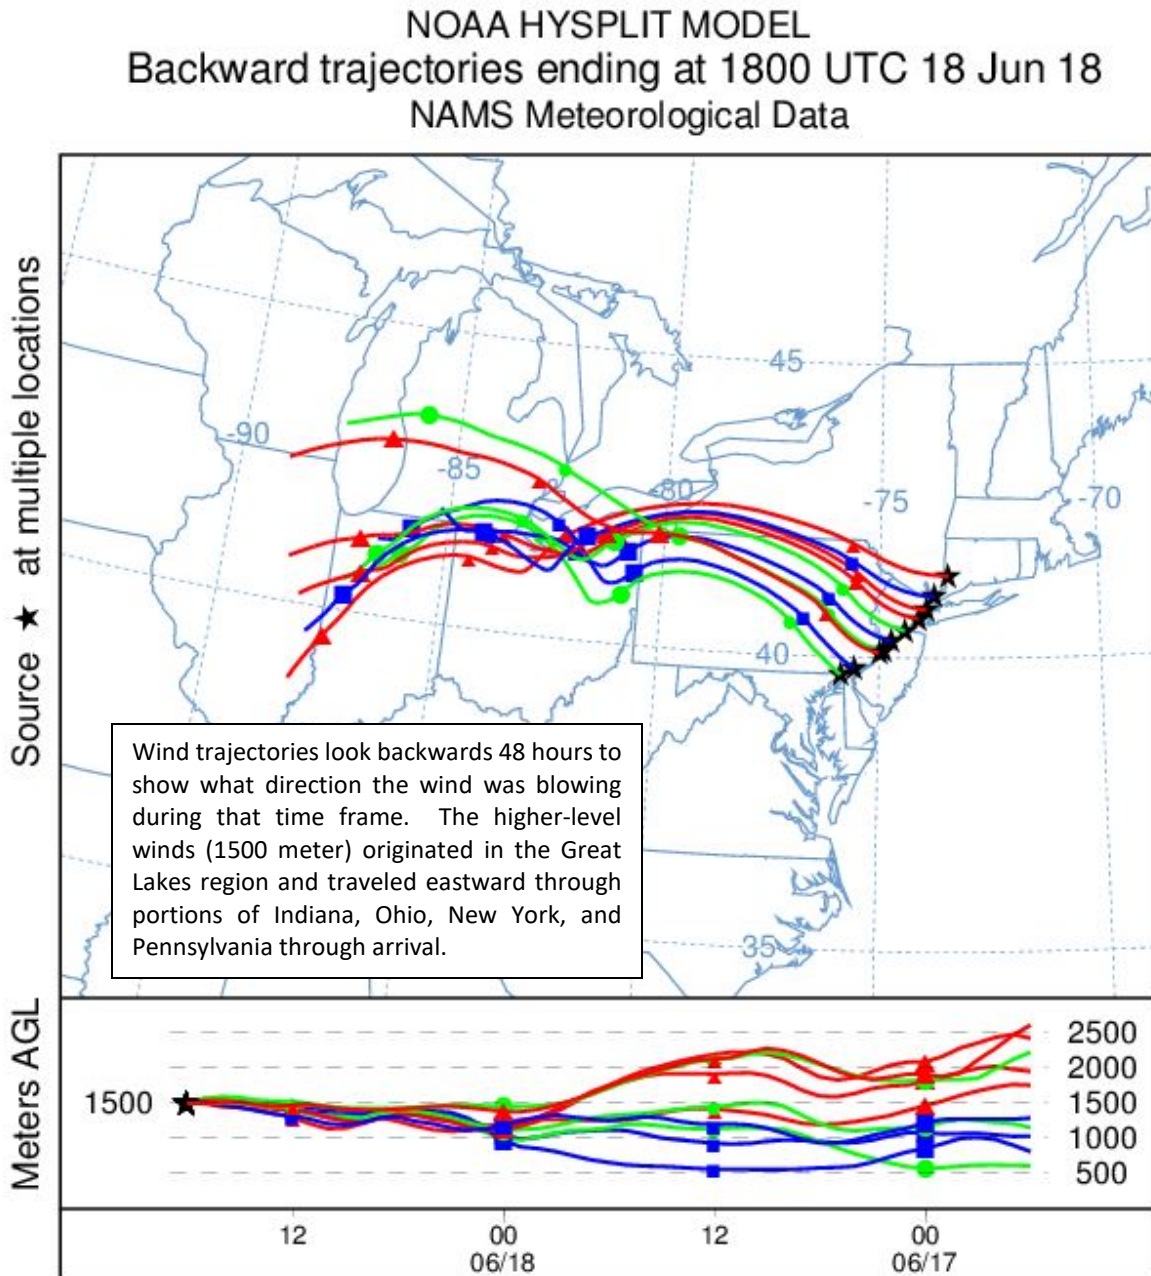 NOAA HYSPLIT MODEL
Backward trajectories ending at 1800 UTC 18 Jun 18
NAMS Meteorological Data
Source ★ at multiple locations
45
-90
-85
-80
-75
-70
40
35
Wind trajectories look backwards 48 hours to
show what direction the wind was blowing
during that time frame. The higher-level
winds (1500 meter) originated in the Great
Lakes region and traveled eastward through
portions of Indiana, Ohio, New York, and
Pennsylvania through arrival.
Meters AGL
1500
2500
2000
1500
1000
500
12 00 12 00
06/18 06/17